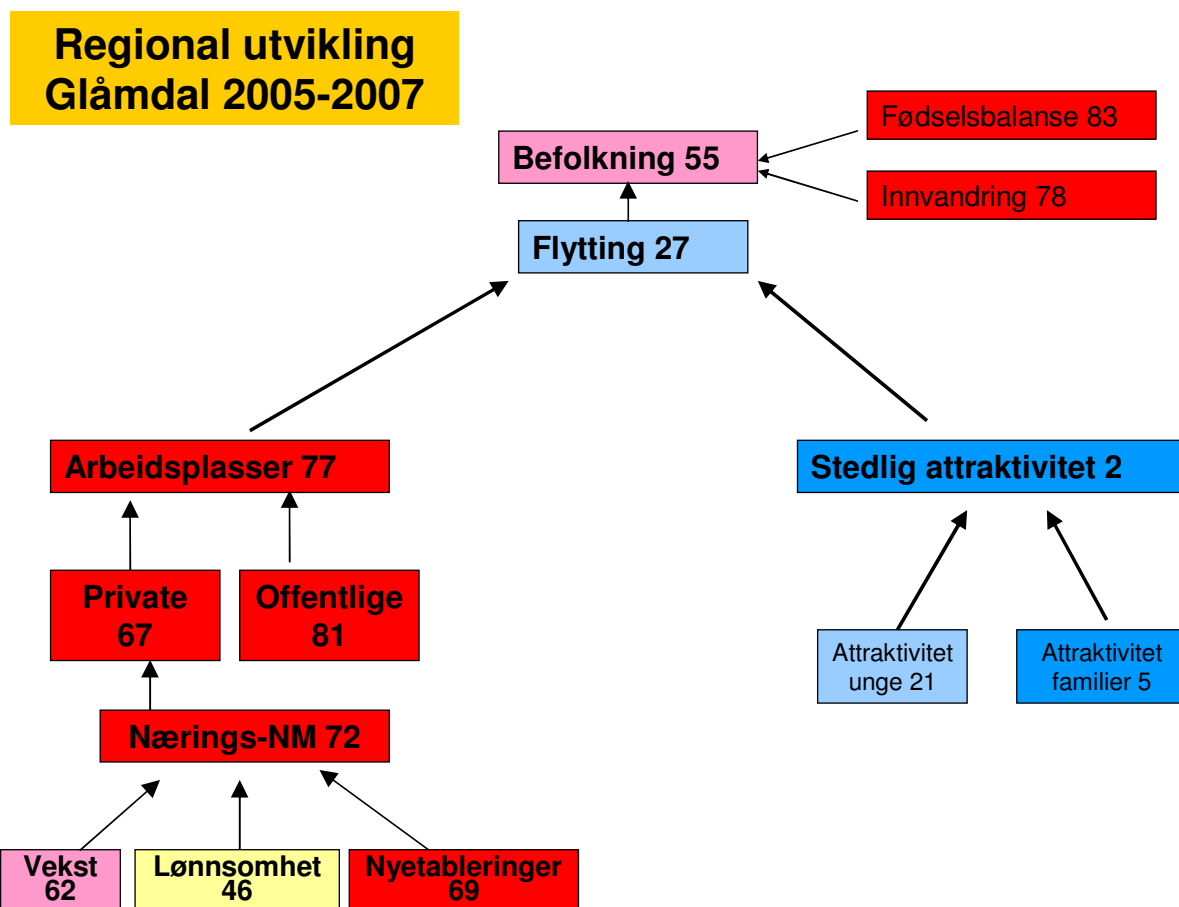 Regional utvikling
Glåmdal 2005-2007
Fødselsbalanse 83
Befolkning 55
Innvandring 78
Flytting 27
Arbeidsplasser 77
Stedlig attraktivitet 2
Private
67
Offentlige
81
Attraktivitet
unge 21
Attraktivitet
familier 5
Nærings-NM 72
Vekst
62
Lønnsomhet
46
Nyetableringer
69